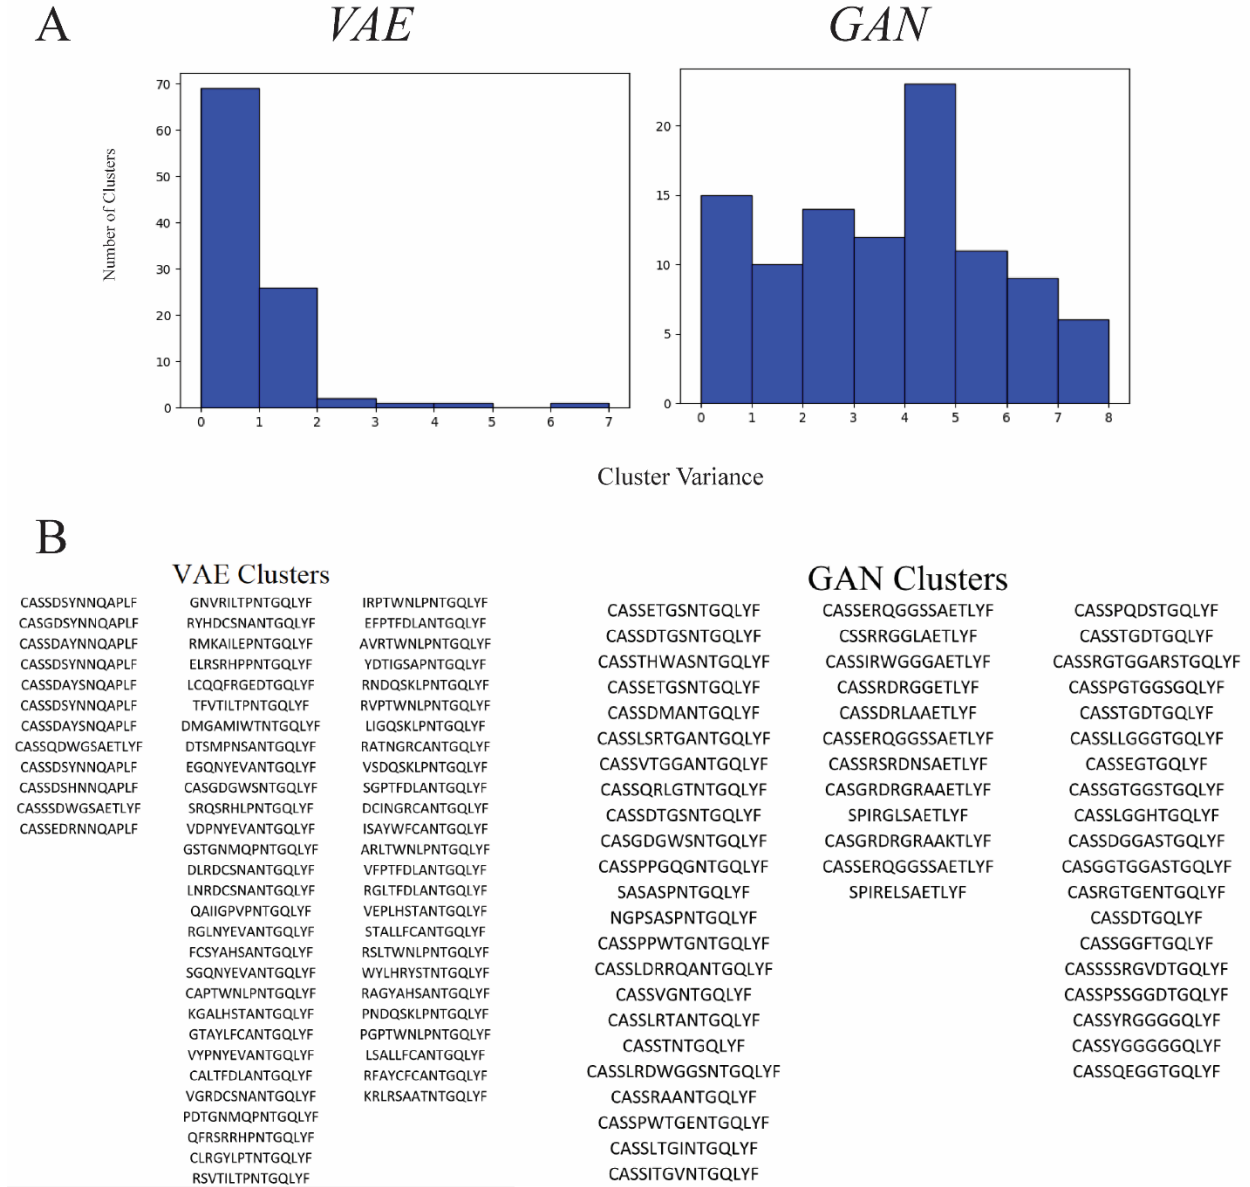 A
VAE
GAN
Number of Clusters
70
60
50
40
30
20
10
0
0 1 2 3 4 5 6 7
20
15
10
5
0
0 1 2 3 4 5 6 7 8
Cluster Variance
B
VAE Clusters
CASSDSYNNQAPLF
CASGDSYNNQAPLF
CASSDAYNNQAPLF
CASSDSYNNQAPLF
CASSDAYSNQAPLF
CASSDSYNNQAPLF
CASSDAYSNQAPLF
CASSQDWGSAETLYF
CASSDSYNNQAPLF
CASSDSHNNQAPLF
CASSSDWGSAETLYF
CASSEDRNNQAPLF
GNVRILTPNTGQLYF
RYHDCSNANTGQLYF
RMKAILEPNTGQLYF
ELRSRHPPNTGQLYF
LCQQFRGEDTGQLYF
TFVTILTPNTGQLYF
DMGAMIWTNTGQLYF
DTSMPNSANTGQLYF
EGQNYEVANTGQLYF
CASGDGWSNTGQLYF
SRQSRHLPNTGQLYF
VDPNYEVANTGQLYF
GSTGNMQPNTGQLYF
DLRDCSNANTGQLYF
LNRDCSNANTGQLYF
QAIIGPVPNTGQLYF
RGLNYEVANTGQLYF
FCSYAHSANTGQLYF
SGQNYEVANTGQLYF
CAPTWNLPNTGQLYF
KGALHSTANTGQLYF
GTAYLFCANTGQLYF
VYPNYEVANTGQLYF
CALTFDLANTGQLYF
VGRDCSNANTGQLYF
PDTGNMQPNTGQLYF
QFRSRRHPNTGQLYF
CLRGYLPTNTGQLYF
RSVTILTPNTGQLYF
IRPTWNLPNTGQLYF
EFPTFDLANTGQLYF
AVRTWNLPNTGQLYF
YDTIGSAPNTGQLYF
RNDQSKLPNTGQLYF
RVPTWNLPNTGQLYF
LIGQSKLPNTGQLYF
RATNGRCANTGQLYF
VSDQSKLPNTGQLYF
SGPTFDLANTGQLYF
DCINGRCANTGQLYF
ISAYWFCANTGQLYF
ARLTWNLPNTGQLYF
VFPTFDLANTGQLYF
RGLTFDLANTGQLYF
VEPLHSTANTGQLYF
STALLFCANTGQLYF
RSLTWNLPNTGQLYF
WYLHRYSTNTGQLYF
RAGYAHSANTGQLYF
PNDQSKLPNTGQLYF
PGPTWNLPNTGQLYF
LSALLFCANTGQLYF
RFAYCFCANTGQLYF
KRLRSAATNTGQLYF
GAN Clusters
CASSETGSNTGQLYF
CASSDTGSNTGQLYF
CASSTHWASNTGQLYF
CASSETGSNTGQLYF
CASSDMANTGQLYF
CASSLSRTGANTGQLYF
CASSVTGGANTGQLYF
CASSQRLGTNTGQLYF
CASSDTGSNTGQLYF
CASGDGWSNTGQLYF
CASSPPGQGNTGQLYF
SASASPNTGQLYF
NGPSASPNTGQLYF
CASSPPWTGNTGQLYF
CASSLDRRQANTGQLYF
CASSVGNTGQLYF
CASSLRTANTGQLYF
CASSTNTGQLYF
CASSLRDWGGSNTGQLYF
CASSRAANTGQLYF
CASSPWTGENTGQLYF
CASSLTGINTGQLYF
CASSITGVNTGQLYF
CASSERQGGSSAETLYF
CSSRRGGLAETLYF
CASSIRWGGGAETLYF
CASSRDRGGETLYF
CASSDRLAAETLYF
CASSERQGGSSAETLYF
CASSRSRDNSAETLYF
CASGRDRGRAAETLYF
SPIRGLSAETLYF
CASGRDRGRAAKTLYF
CASSERQGGSSAETLYF
SPIRELSAETLYF
CASSPQDSTGQLYF
CASSTGDTGQLYF
CASSRGTGGARSTGQLYF
CASSPGTGGSGQLYF
CASSTGDTGQLYF
CASSLLGGGTGQLYF
CASSEGTGQLYF
CASSGTGGSTGQLYF
CASSLGGHTGQLYF
CASSDGGASTGQLYF
CASGGTGGASTGQLYF
CASRGTGENTGQLYF
CASSDTGQLYF
CASSGGFTGQLYF
CASSSSRGVDTGQLYF
CASSPSSGGDTGQLYF
CASSYRGGGGQLYF
CASSYGGGGGQLYF
CASSQEGGTGQLYF